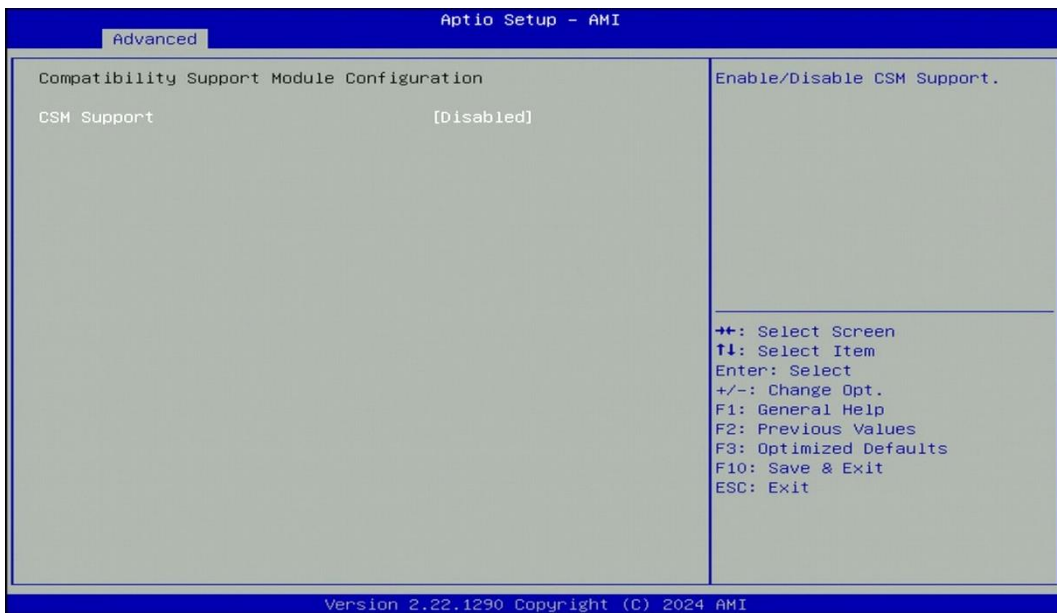 Aptio Setup – AMI
Advanced
Compatibility Support Module Configuration
CSM Support [Disabled]
Enable/Disable CSM Support.
→←: Select Screen
↑↓: Select Item
Enter: Select
+/-: Change Opt.
F1: General Help
F2: Previous Values
F3: Optimized Defaults
F10: Save & Exit
ESC: Exit
Version 2.22.1290 Copyright (C) 2024 AMI